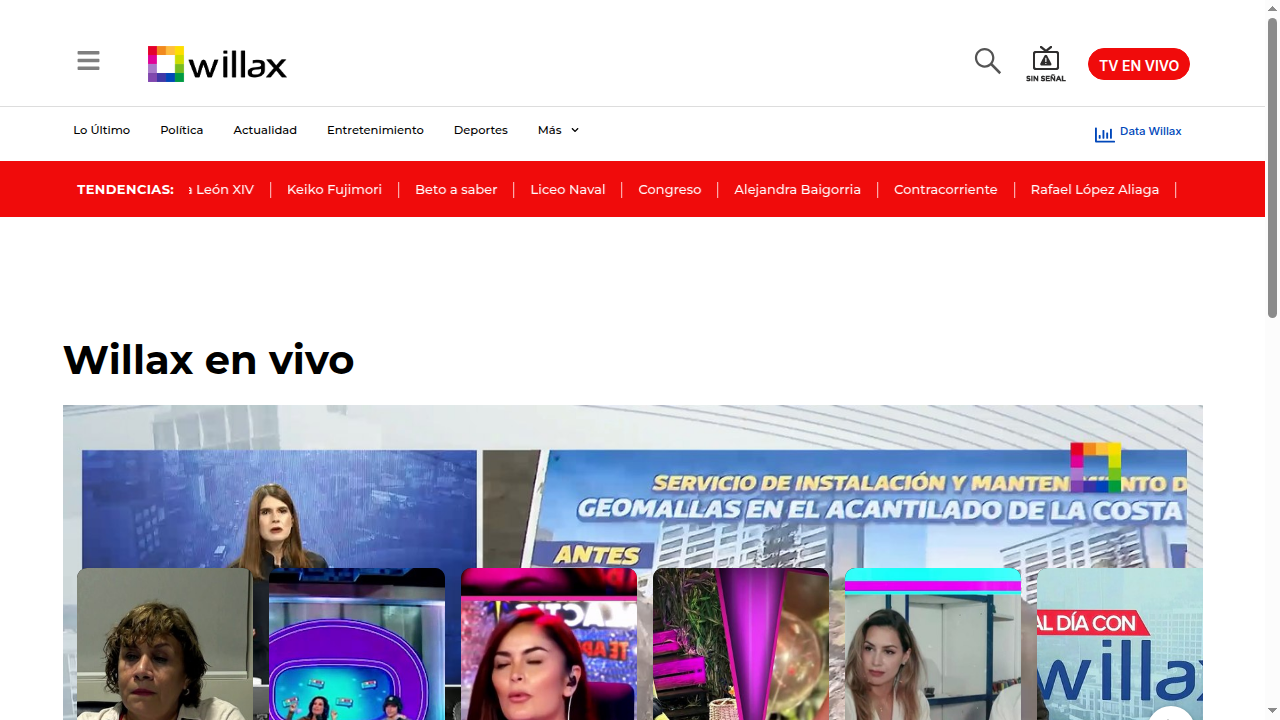 willax
SIN SEÑAL
TV EN VIVO
Lo Último
Política
Actualidad
Entretenimiento
Deportes
Más
Data Willax
TENDENCIAS:
León XIV
Keiko Fujimori
Beto a saber
Liceo Naval
Congreso
Alejandra Baigorria
Contracorriente
Rafael López Aliaga
Willax en vivo
SERVICIO DE INSTALACIÓN Y MANTENIMIENTO D
GEOMALLAS EN EL ACANTILADO DE LA COSTA
ANTES
AL DÍA CON
willax